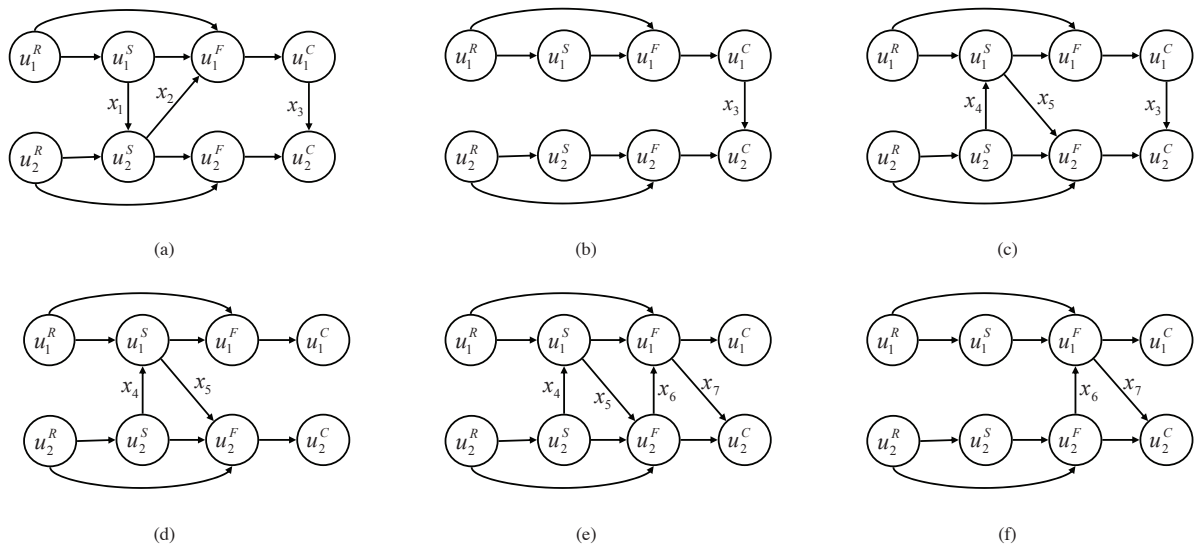 u_1^R u_1^S u_1^F u_1^C
x_1 x_2 x_3
u_2^R u_2^S u_2^F u_2^C
(a)
u_1^R u_1^S u_1^F u_1^C
x_3
u_2^R u_2^S u_2^F u_2^C
(b)
u_1^R u_1^S u_1^F u_1^C
x_4 x_5 x_3
u_2^R u_2^S u_2^F u_2^C
(c)
u_1^R u_1^S u_1^F u_1^C
x_4 x_5
u_2^R u_2^S u_2^F u_2^C
(d)
u_1^R u_1^S u_1^F u_1^C
x_4 x_5 x_6 x_7
u_2^R u_2^S u_2^F u_2^C
(e)
u_1^R u_1^S u_1^F u_1^C
x_6 x_7
u_2^R u_2^S u_2^F u_2^C
(f)